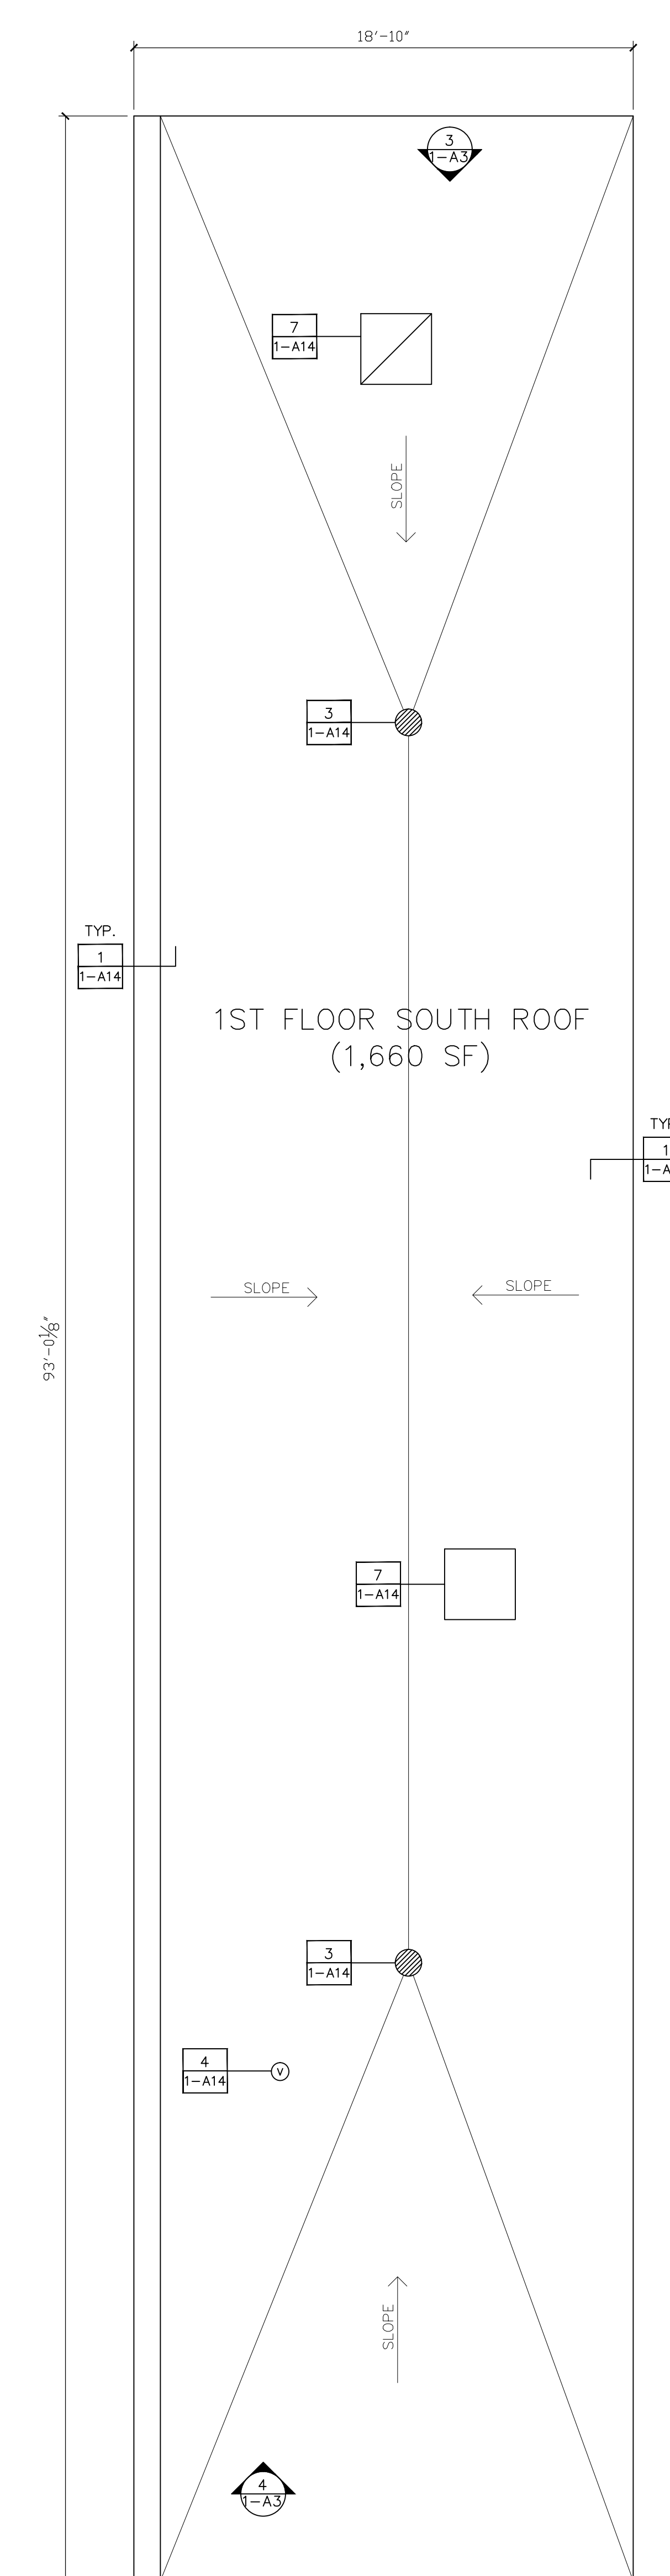 18'-10"
3
1-A3
7
1-A14
SLOPE
3
1-A14
TYP.
1
1-A14
1ST FLOOR SOUTH ROOF
(1,660 SF)
1
SLOPE
SLOPE
93'-0⅛"
7
1-A14
3
1-A14
4
1-A14
V
SLOPE
4
1-A3